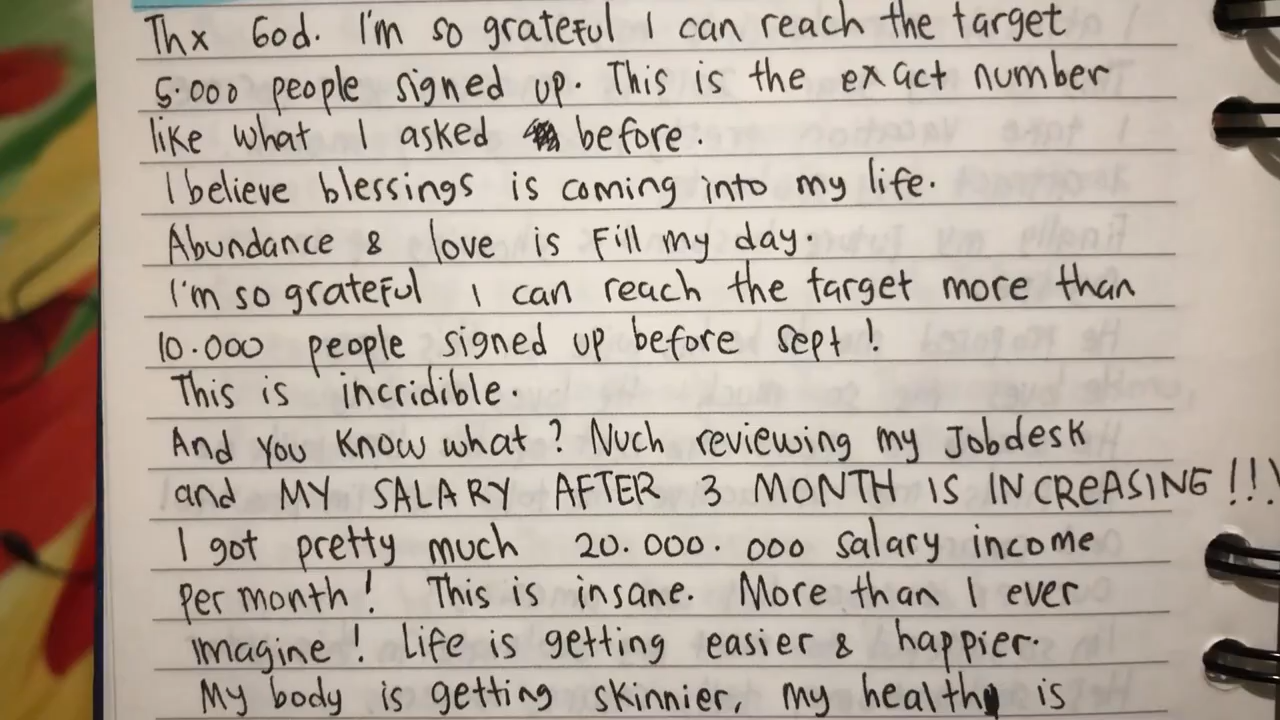 Thx God. I'm so grateful I can reach the target
5.000 people signed up. This is the exact number
like what I asked before.
I believe blessings is coming into my life.
Abundance & love is Fill my day.
I'm so grateful I can reach the target more than
10.000 people signed up before sept!
This is incridible.
And you know what? Nuch reviewing my Jobdesk
and MY SALARY AFTER 3 MONTH IS INCREASING!!!
I got pretty much 20.000.000 salary income
per month! This is insane. More than I ever
imagine! Life is getting easier & happier.
My body is getting skinnier, my health is